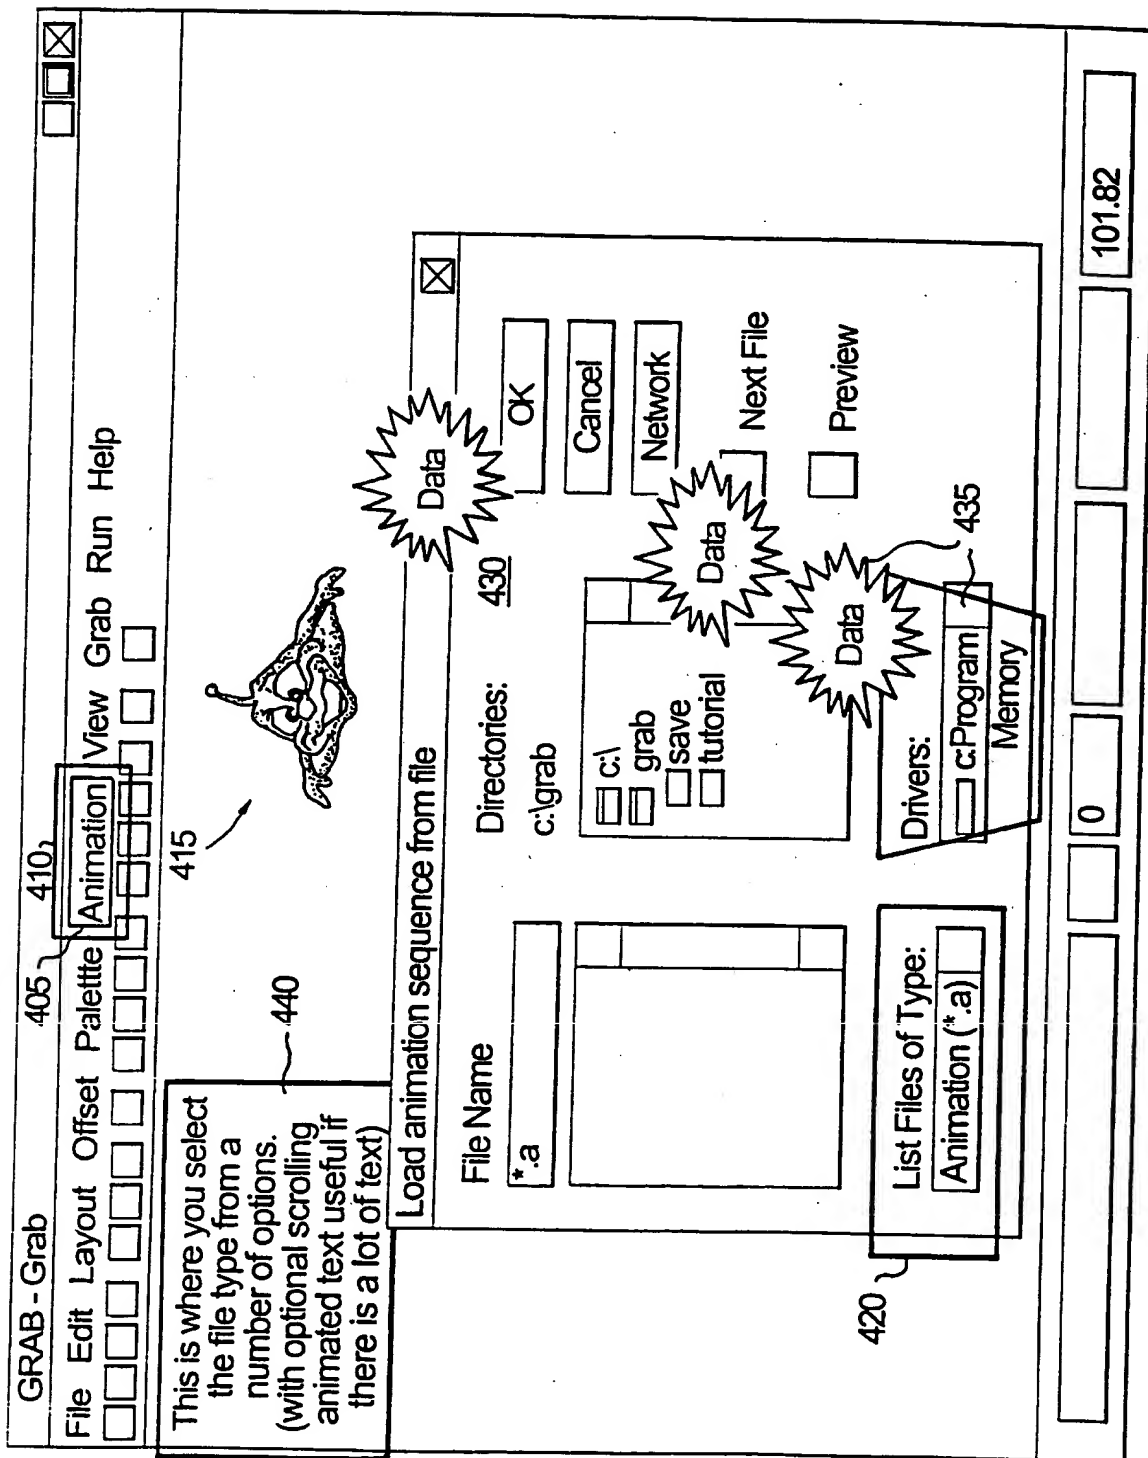 GRAB - Grab
405
410
File Edit Layout Offset Palettte Animation View Grab Run Help
This is where you select
the file type from a
number of options.
(with optional scrolling
animated text useful if
there is a lot of text)
440
415
Load animation sequence from file
Data
File Name
*.a
Directories:
c:\grab
430
c:\
grab
save
tutorial
OK
Cancel
Network
Next File
Preview
Data
Data
435
List Files of Type:
Animation (*.a)
Drivers:
c:Program
Memory
420
0
101.82